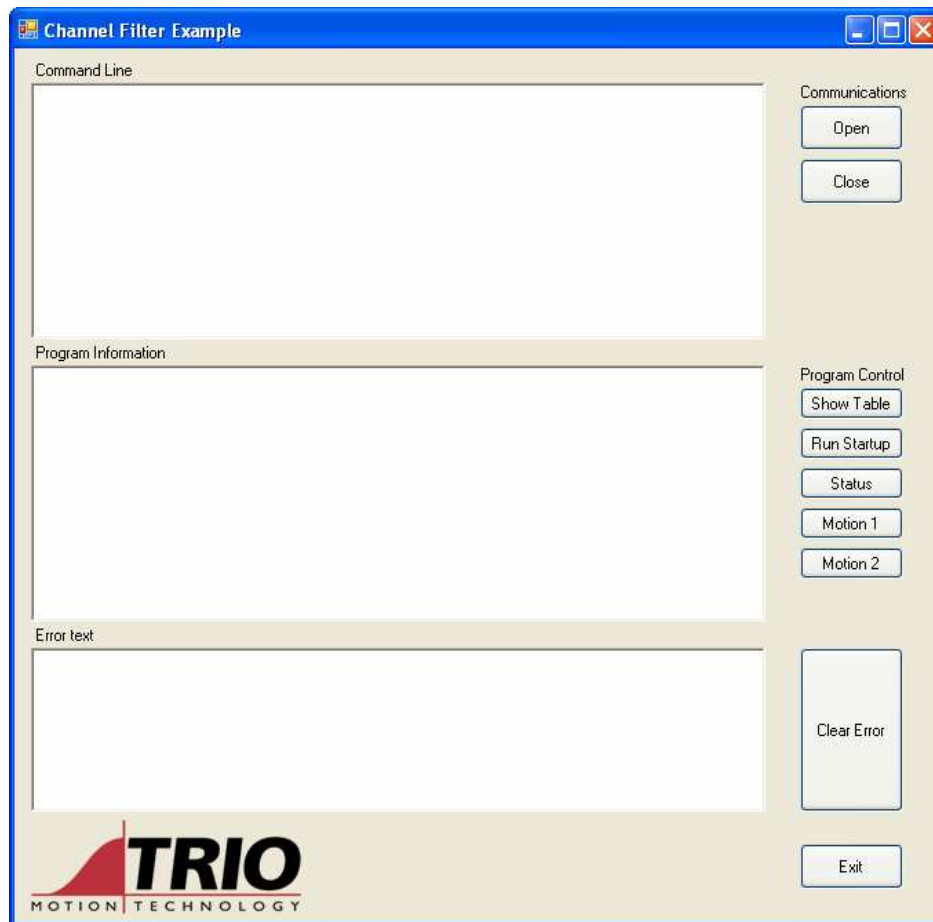 Channel Filter Example
Command Line
Communications
Open
Close
Program Information
Program Control
Show Table
Run Startup
Status
Motion 1
Motion 2
Error text
Clear Error
TRIO
MOTION TECHNOLOGY
Exit